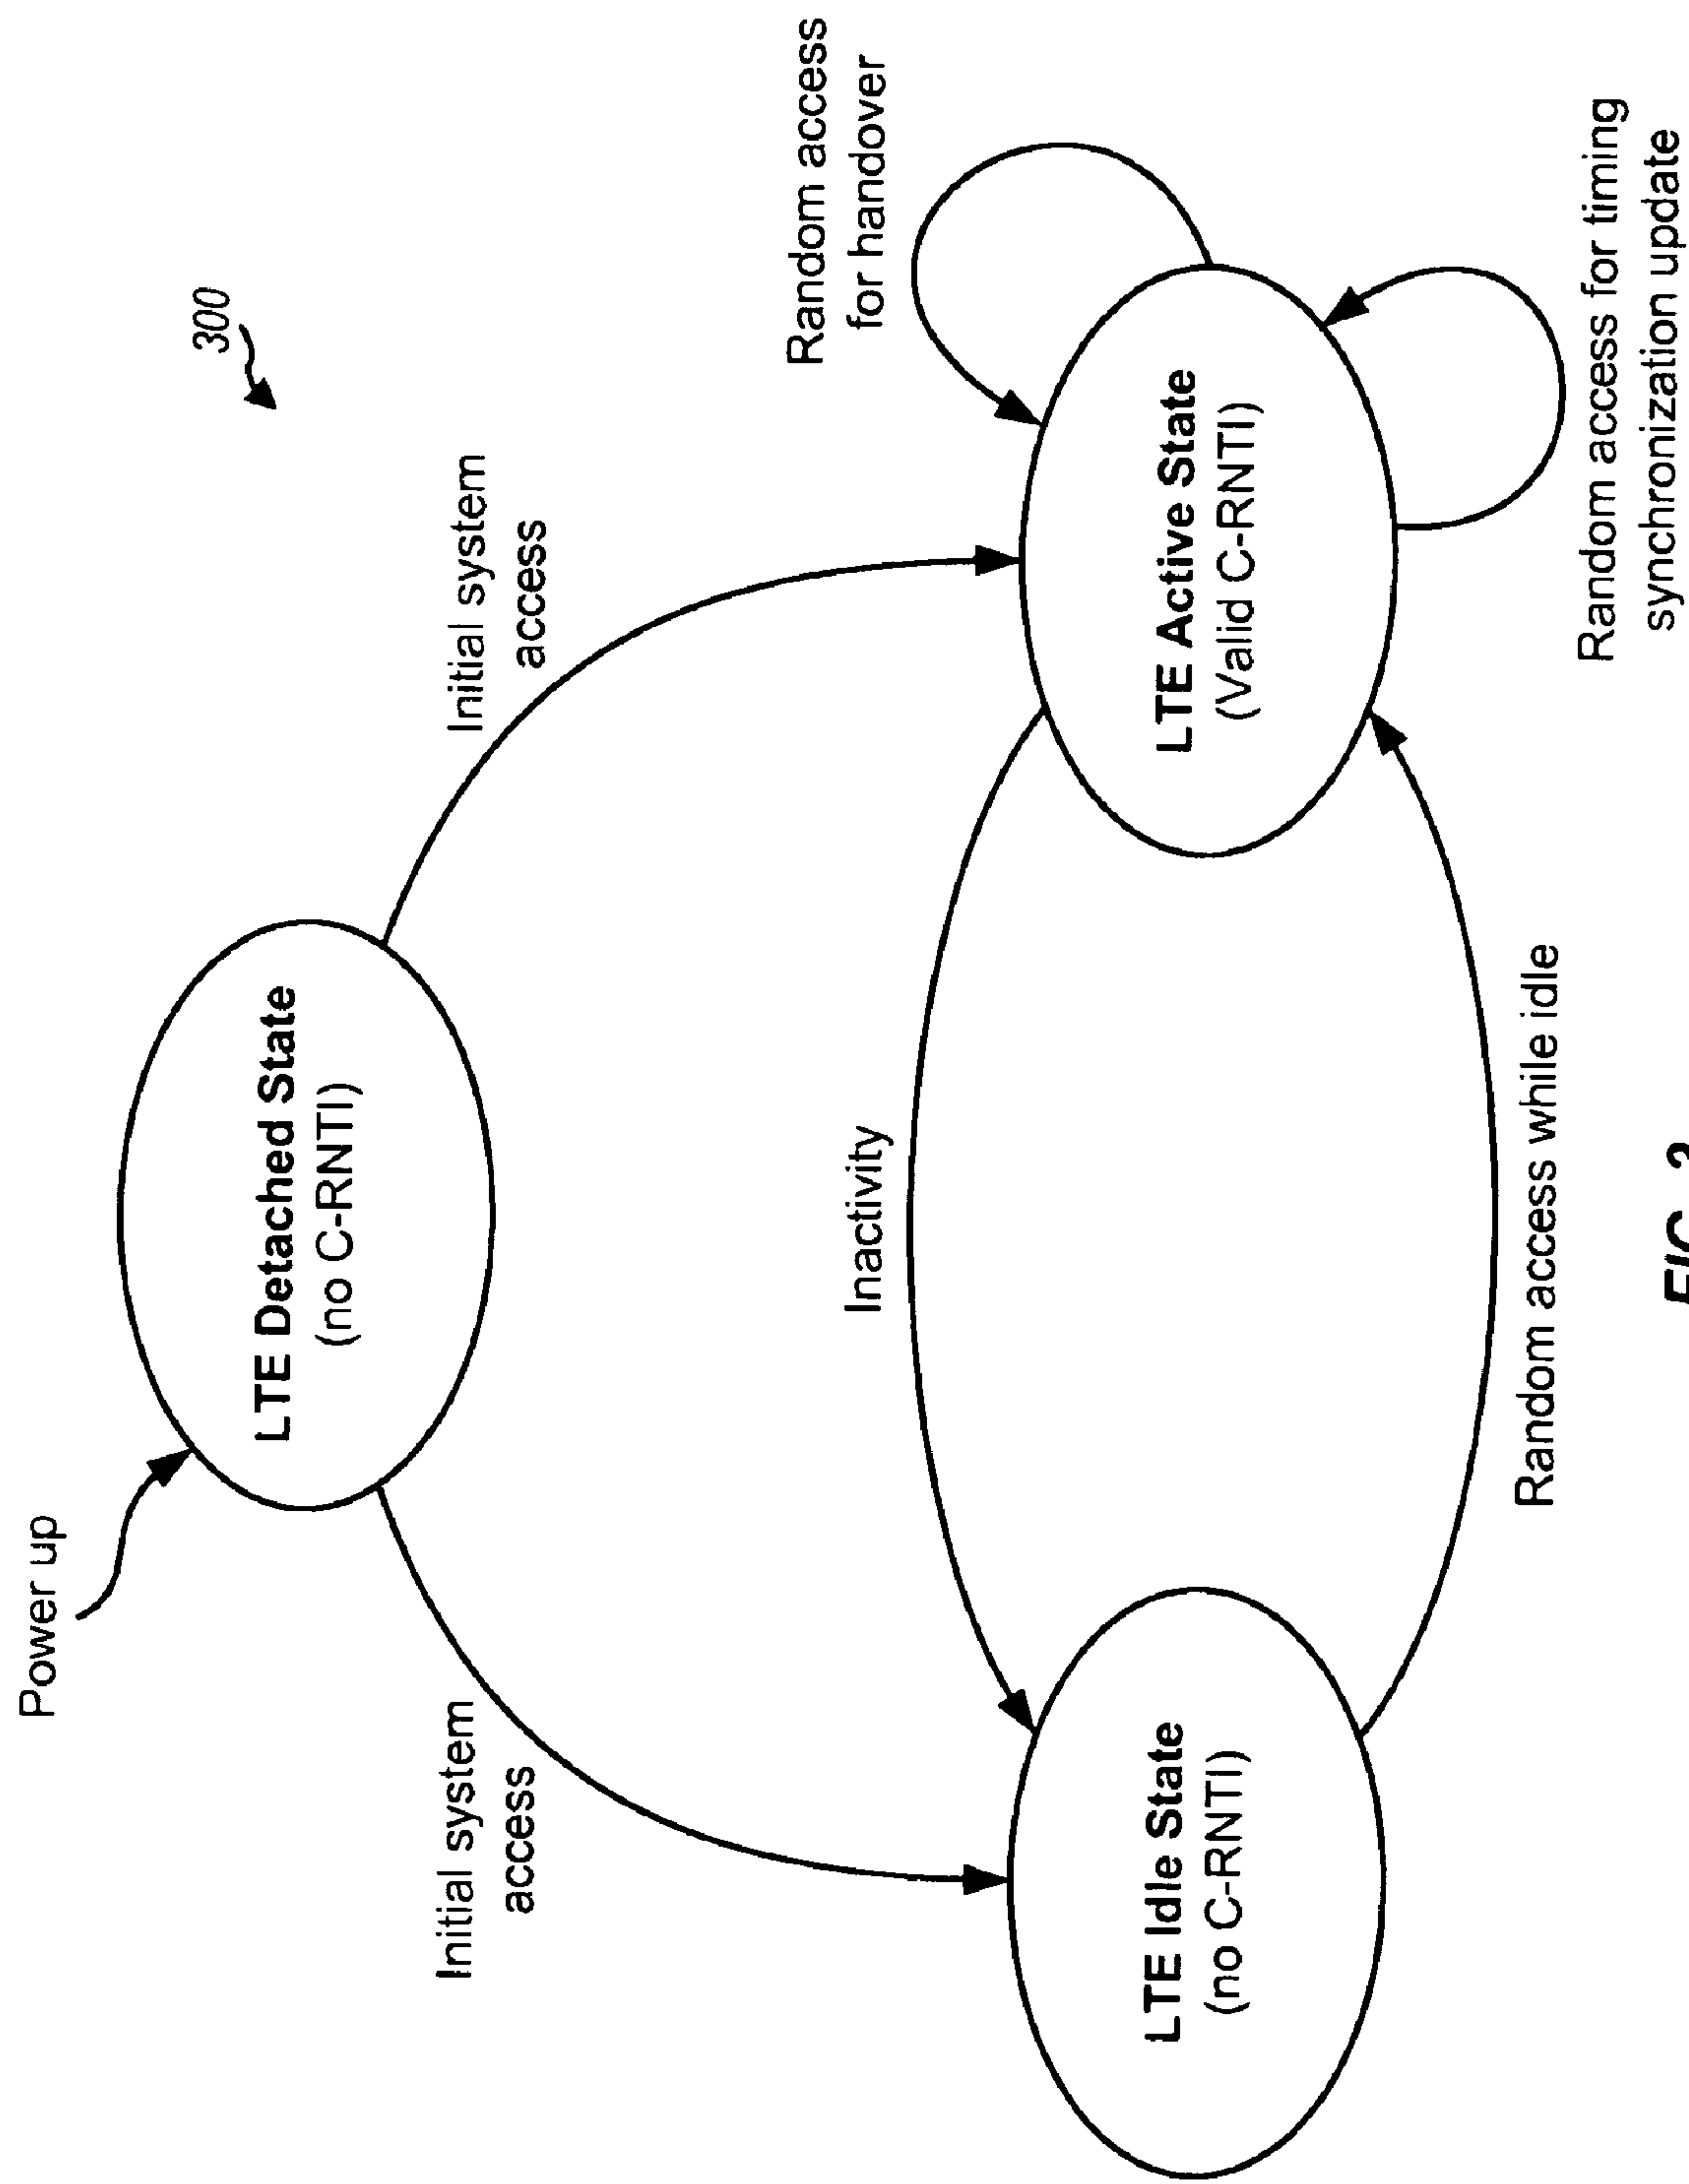 300
Power up
LTE Detached State
(no C-RNTI)
Initial system
access
Initial system
access
Inactivity
Random access
for handover
LTE Idle State
(no C-RNTI)
LTE Active State
(Valid C-RNTI)
Random access while idle
Random access for timing
synchronization update
FIG.